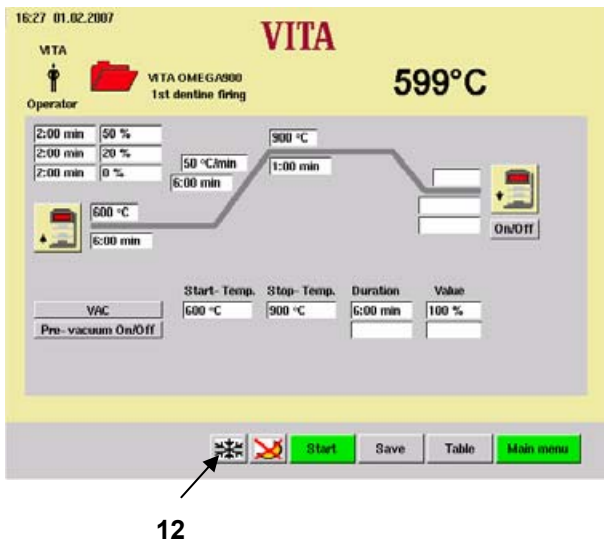 16:27 01.02.2007
VITA
VITA
Operator
VITA OMEGA900
1st dentine firing
599°C
2:00 min 50 %
2:00 min 20 %
2:00 min 0 %
50 °C/min
6:00 min
900 °C
1:00 min
600 °C
6:00 min
On/Off
Start-Temp. Stop-Temp. Duration Value
VAC 600 °C 900 °C 6:00 min 100 %
Pre-vacuum On/Off
Start Save Table Main menu
12